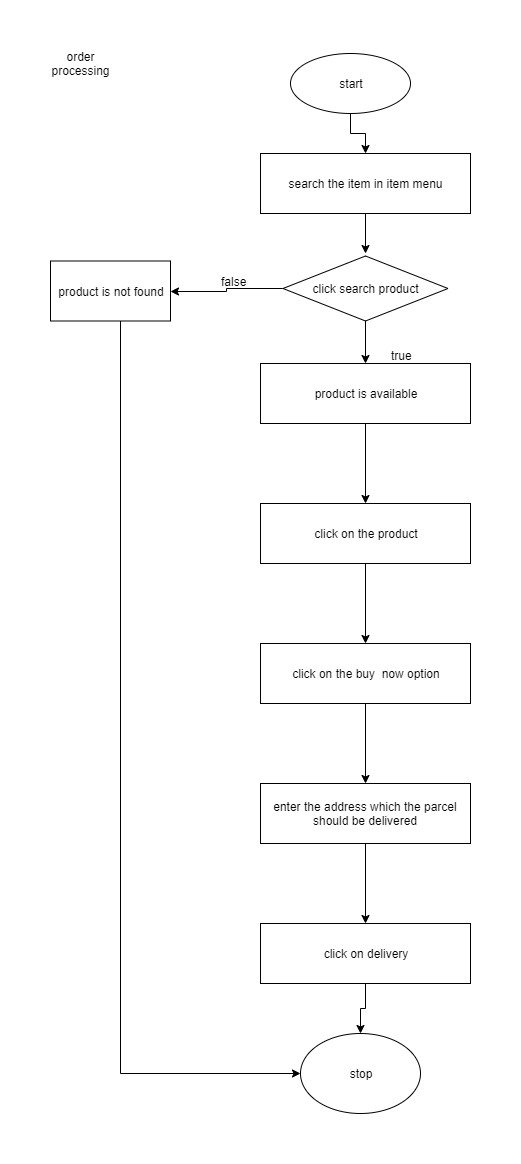 order
processing
start
search the item in item menu
false
click search product
product is not found
true
product is available
click on the product
click on the buy  now option
enter the address which the parcel
should be delivered
click on delivery
stop